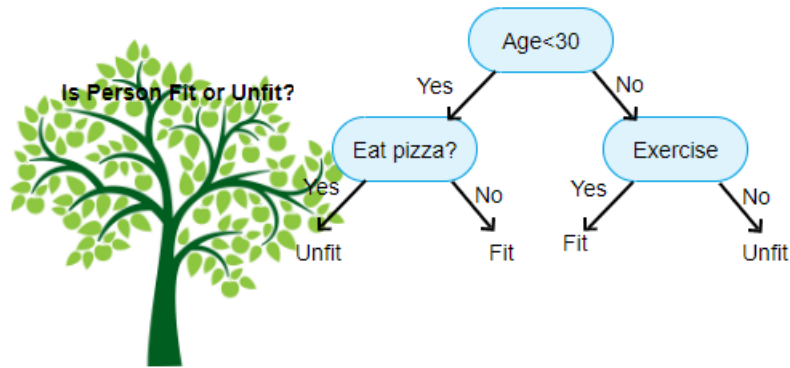 Age<30
Is Person Fit or Unfit?
Yes
No
Eat pizza?
Exercise
Yes
No
Yes
No
Unfit
Fit
Fit
Unfit